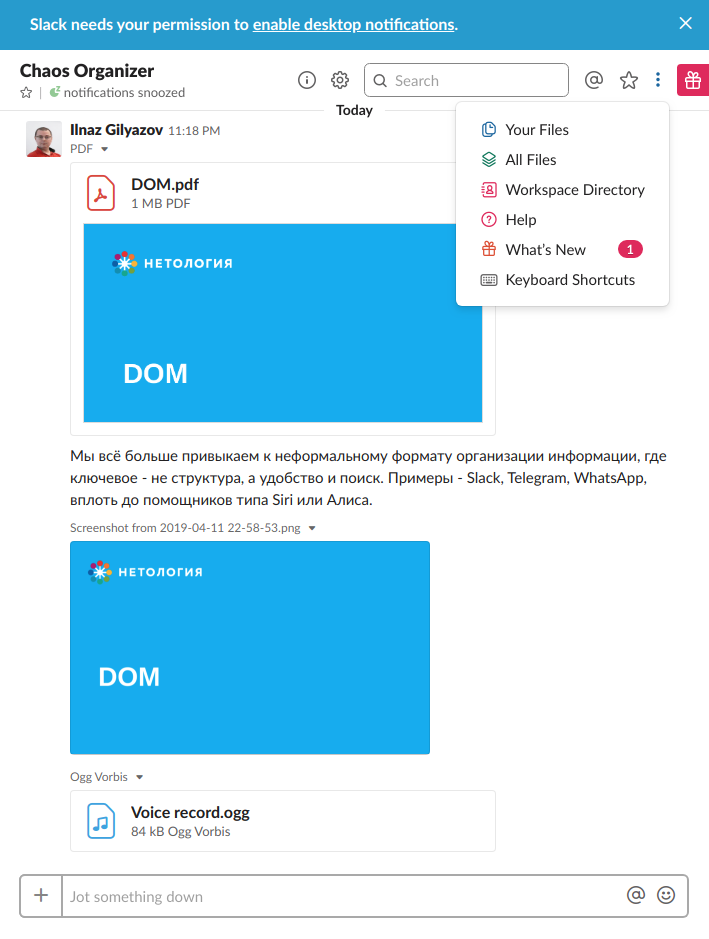 Slack needs your permission to enable desktop notifications.
Chaos Organizer
notifications snoozed
Search
Today
Your Files
All Files
Workspace Directory
Help
What's New 1
Keyboard Shortcuts
Ilnaz Gilyazov 11:18 PM
PDF
DOM.pdf
1 MB PDF
НЕТОЛОГИЯ
DOM
Мы всё больше привыкаем к неформальному формату организации информации, где
ключевое - не структура, а удобство и поиск. Примеры - Slack, Telegram, WhatsApp,
вплоть до помощников типа Siri или Алиса.
Screenshot from 2019-04-11 22-58-53.png
НЕТОЛОГИЯ
DOM
Ogg Vorbis
Voice record.ogg
84 kB Ogg Vorbis
Jot something down